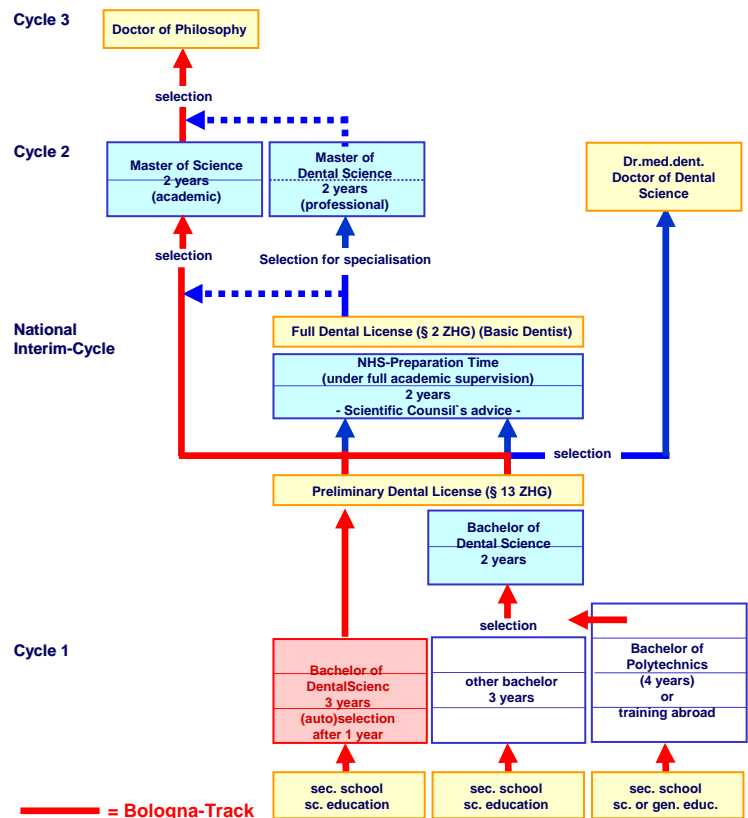 Cycle 3
Doctor of Philosophy
selection
Cycle 2
Master of Science
2 years
(academic)
Master of
Dental Science
2 years
(professional)
Dr.med.dent.
Doctor of Dental
Science
selection
Selection for specialisation
National
Interim-Cycle
Full Dental License (§ 2 ZHG) (Basic Dentist)
NHS-Preparation Time
(under full academic supervision)
2 years
- Scientific Counsil`s advice -
selection
Preliminary Dental License (§ 13 ZHG)
Bachelor of
Dental Science
2 years
selection
Cycle 1
Bachelor of
DentalScienc
3 years
(auto)selection
after 1 year
other bachelor
3 years
Bachelor of
Polytechnics
(4 years)
or
training abroad
sec. school
sc. education
sec. school
sc. education
sec. school
sc. or gen. educ.
= Bologna-Track